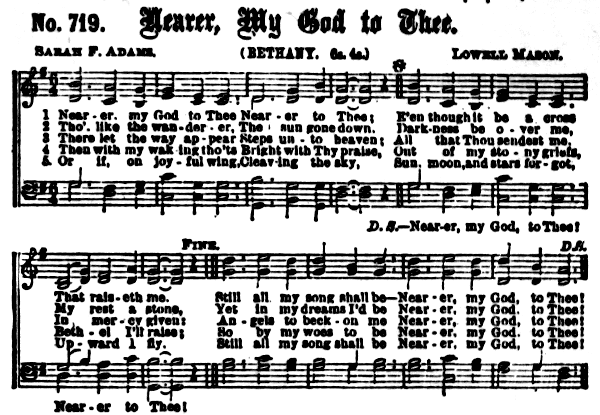 No. 719. Nearer, My God to Thee.
SARAH F. ADAMS. (BETHANY. 6s. 4s.) LOWELL MASON.
1 Near - er. my God to Thee Near - er to Thee; E'en though it be a cross
2 Tho'. like the wan - der - er, The sun gone down. Dark - ness be o - ver me,
3 There let the way ap - pear Steps un - to heaven; All that Thou sendest me,
4 Then with my wak - ing tho'ts Bright with Thy praise, Out of my sto - ny griefs,
5. Or if, on joy - ful wing, Cleav - ing the sky, Sun, moon, and stars for - got,
D. S.—Near-er, my God, to Thee!
FINE. D.S.
That rais - eth me. Still all my song shall be—Near - er, my God, to Thee!
My rest a stone, Yet in my dreams I'd be Near - er, my God, to Thee!
In mer - cy given; An - gels to beck - on me Near - er, my God, to Thee!
Beth - el I'll raise; So by my woes to be Near - er, my God, to Thee!
Up - ward I fly. Still all my song shall be Near - er, my God, to Thee!
Near - er to Thee!